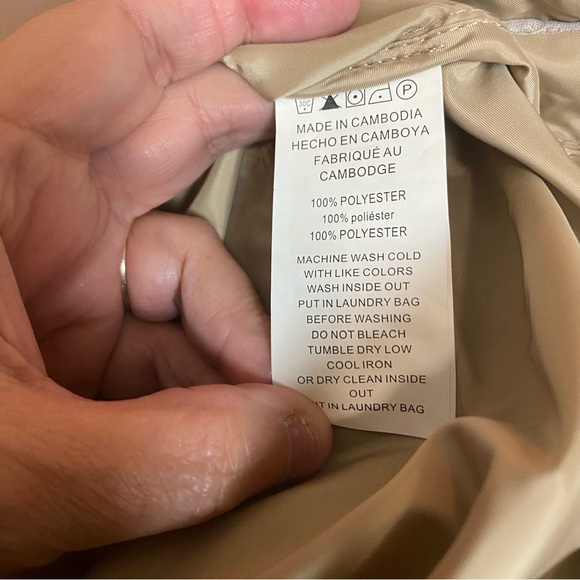 30C P
MADE IN CAMBODIA
HECHO EN CAMBOYA
FABRIQUÉ AU
CAMBODGE
100% POLYESTER
100% poliéster
100% POLYESTER
MACHINE WASH COLD
WITH LIKE COLORS
WASH INSIDE OUT
PUT IN LAUNDRY BAG
BEFORE WASHING
DO NOT BLEACH
TUMBLE DRY LOW
COOL IRON
OR DRY CLEAN INSIDE
OUT
IN LAUNDRY BAG